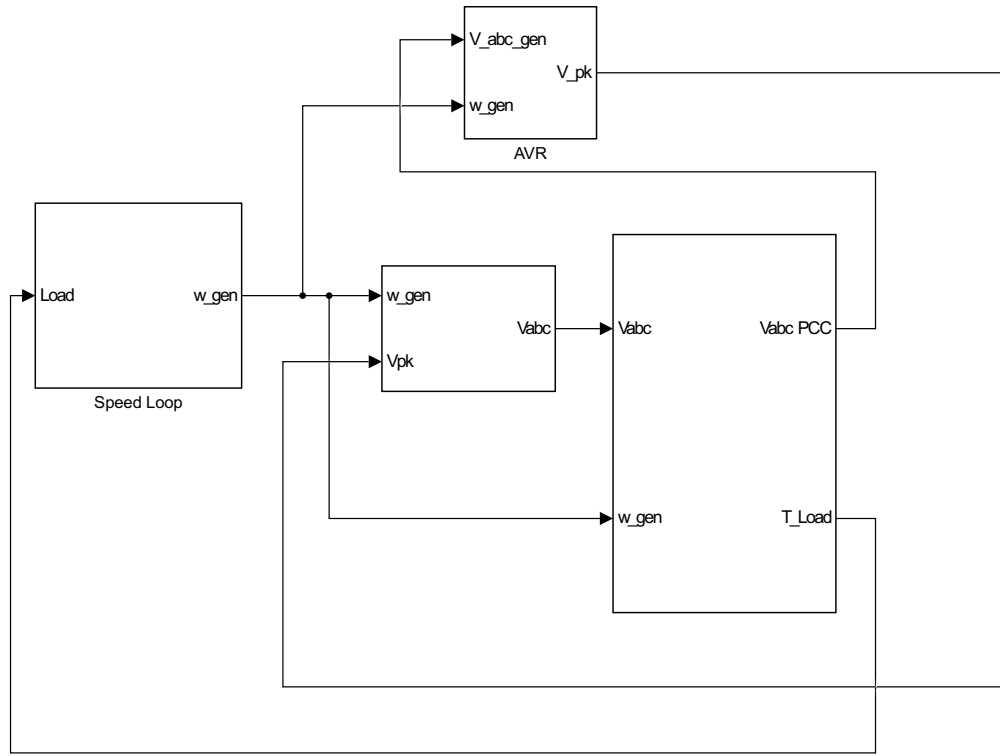 V_abc_gen
V_pk
w_gen
AVR
Load
w_gen
Speed Loop
w_gen
Vabc
Vpk
Vabc
Vabc PCC
w_gen
T_Load